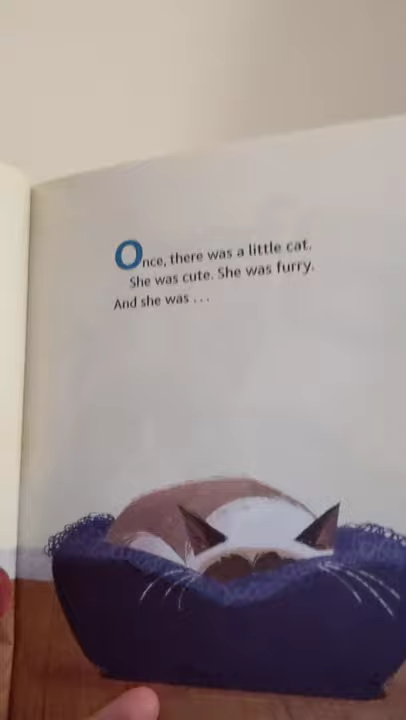 Once, there was a little cat.
She was cute. She was furry.
And she was . . .